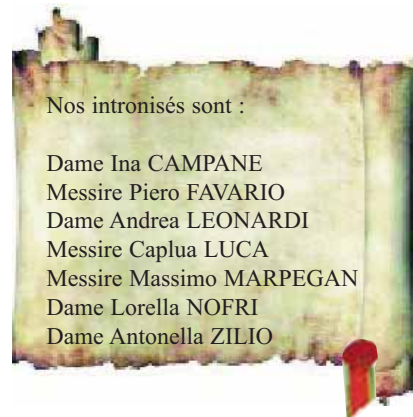 Nos intronisés sont :
Dame Ina CAMPANE
Messire Piero FAVARIO
Dame Andrea LEONARDI
Messire Caplua LUCA
Messire Massimo MARPEGAN
Dame Lorella NOFRI
Dame Antonella ZILIO